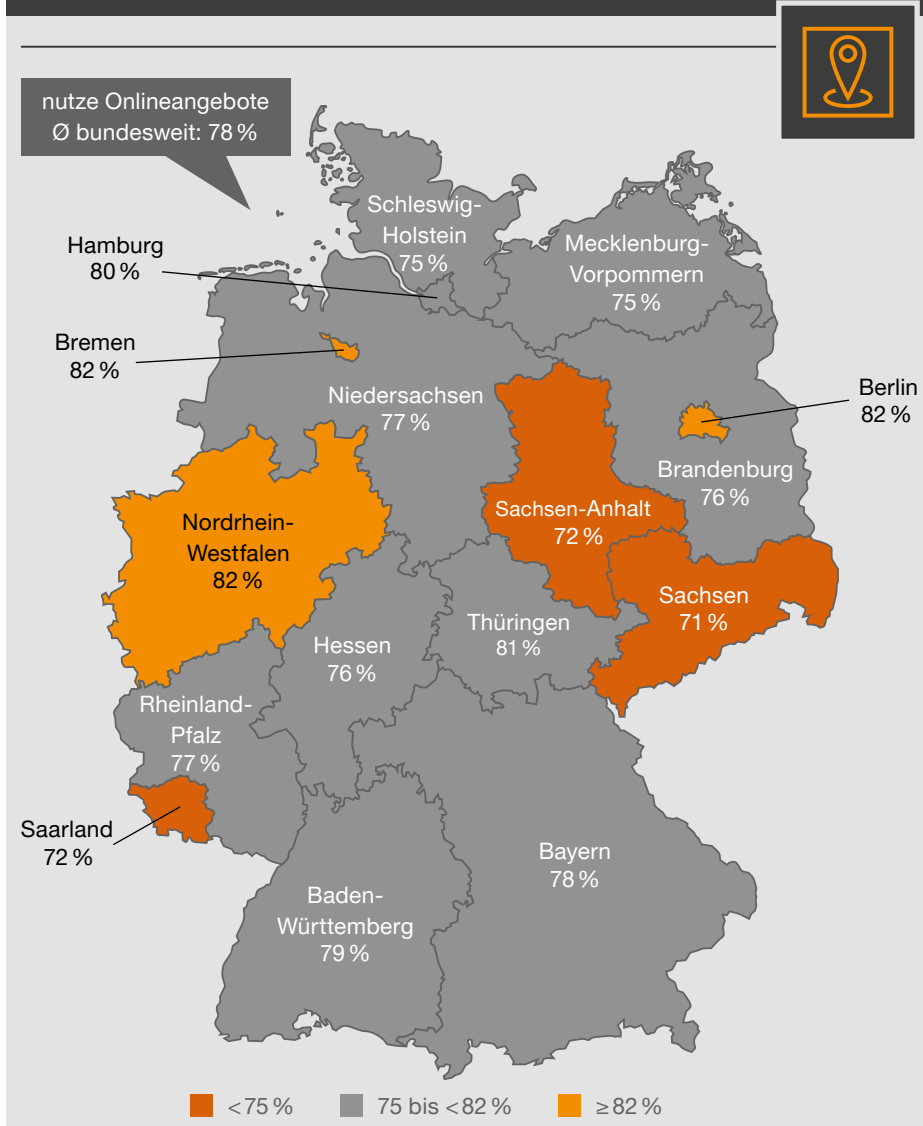 nutze Onlineangebote
Ø bundesweit: 78 %
Schleswig-
Holstein
75 %
Hamburg
80 %
Mecklenburg-
Vorpommern
75 %
Bremen
82 %
Niedersachsen
77 %
Berlin
82 %
Brandenburg
76 %
Sachsen-Anhalt
72 %
Nordrhein-
Westfalen
82 %
Sachsen
71 %
Thüringen
81 %
Hessen
76 %
Rheinland-
Pfalz
77 %
Saarland
72 %
Bayern
78 %
Baden-
Württemberg
79 %
<75 % 75 bis <82 % ≥82 %